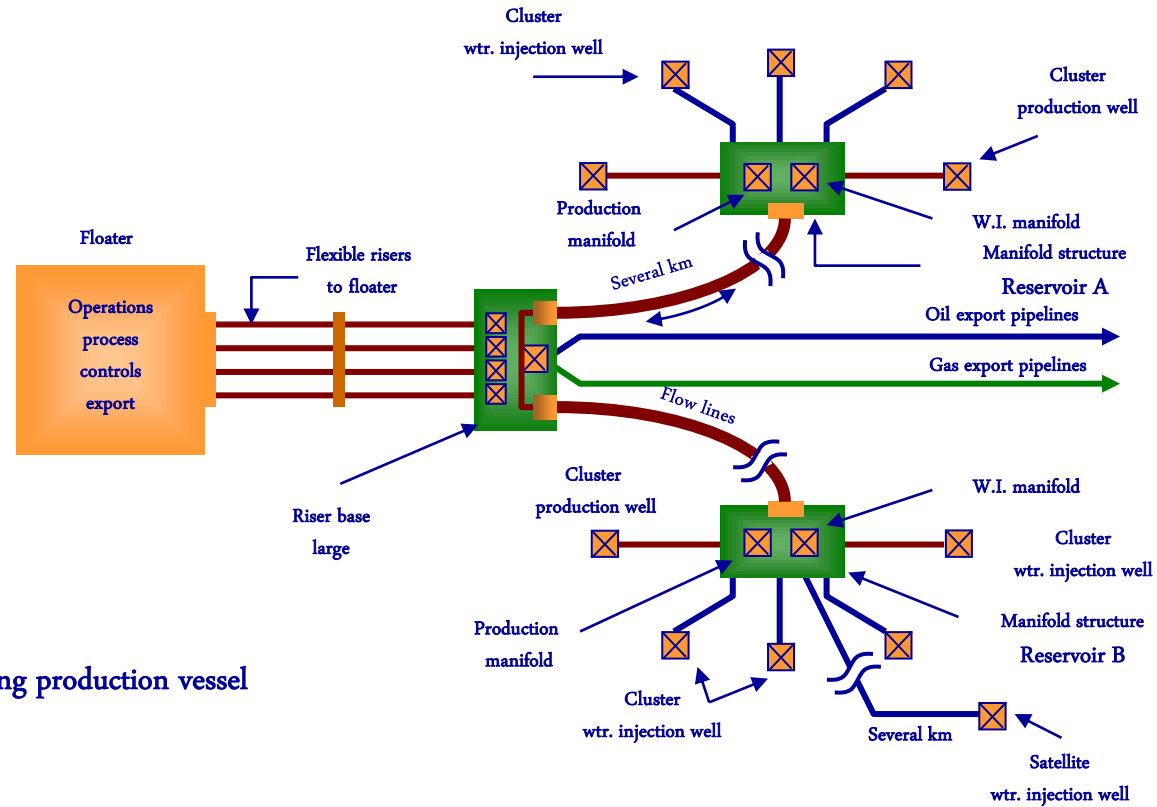 Cluster
wtr. injection well
Cluster
production well
Production
manifold
W.I. manifold
Manifold structure
Reservoir A
Floater
Flexible risers
to floater
Several km
Operations
process
controls
export
Oil export pipelines
Gas export pipelines
Flow lines
Riser base
large
Cluster
production well
W.I. manifold
Cluster
wtr. injection well
Production
manifold
Manifold structure
Reservoir B
ng production vessel
Cluster
wtr. injection well
Several km
Satellite
wtr. injection well